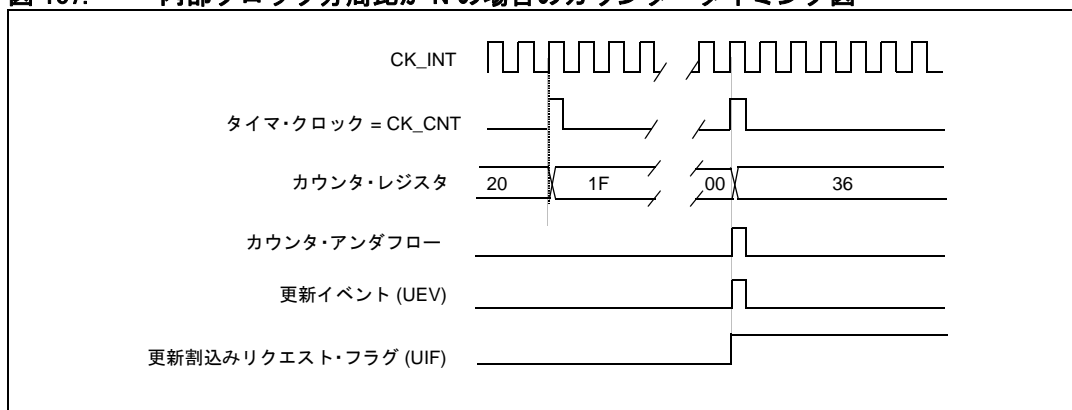 CK_INT
タイマ・クロック = CK_CNT
カウンタ・レジスタ 20 1F 00 36
カウンタ・アンダフロー
更新イベント (UEV)
更新割込みリクエスト・フラグ (UIF)